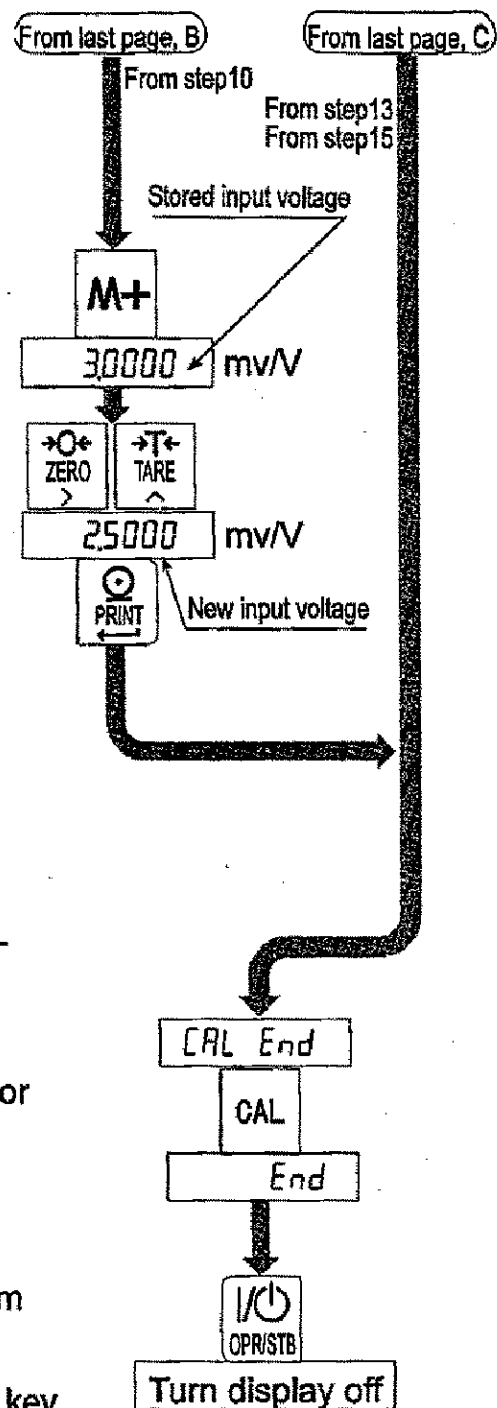 From last page, B
From last page, C
From step10
From step13
From step15
Stored input voltage
M+
3.0000 mv/V
→0← →T←
ZERO TARE
> ^
2.5000 mv/V
PRINT
New input voltage
CAL End
or
CAL
End
m
I/
OPR/STB
key
Turn display off